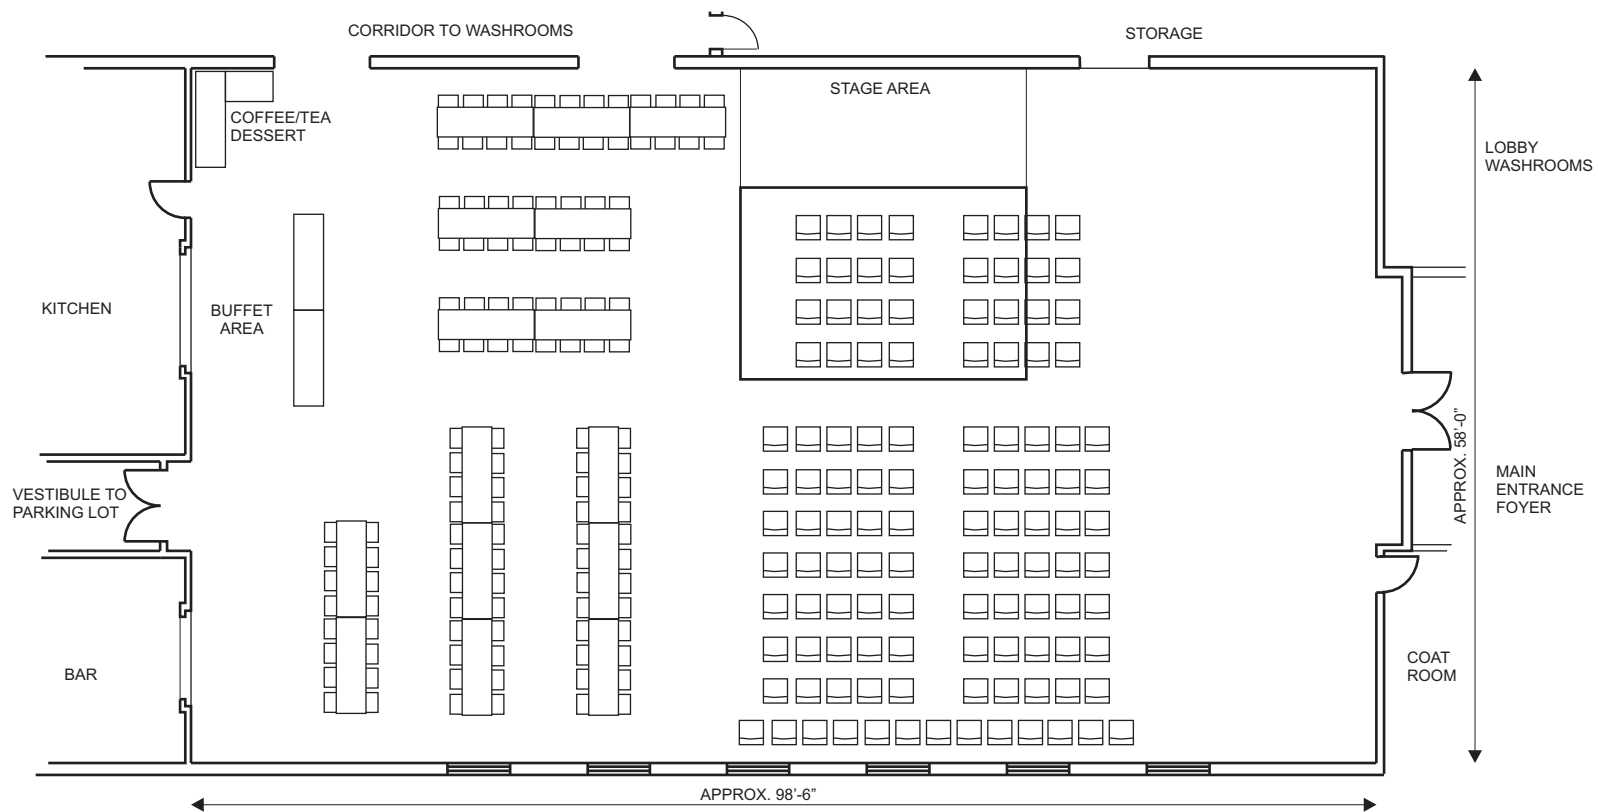 CORRIDOR TO WASHROOMS
STORAGE
STAGE AREA
COFFEE/TEA
DESSERT
LOBBY
WASHROOMS
KITCHEN
BUFFET
AREA
APPROX. 58'-0"
VESTIBULE TO
PARKING LOT
MAIN
ENTRANCE
FOYER
BAR
COAT
ROOM
APPROX. 98'-6"